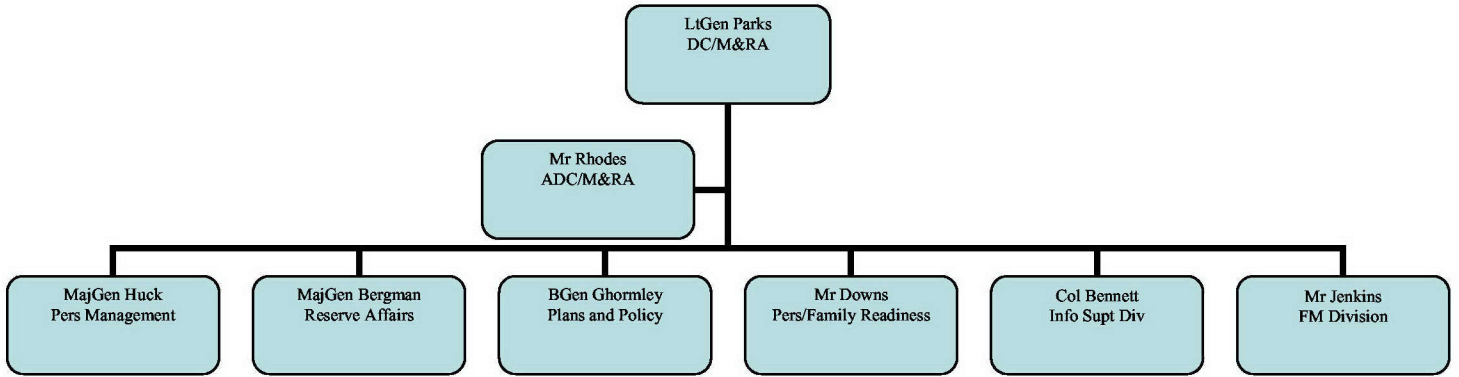 LtGen Parks
DC/M&RA
Mr Rhodes
ADC/M&RA
MajGen Huck
Pers Management
MajGen Bergman
Reserve Affairs
BGen Ghormley
Plans and Policy
Mr Downs
Pers/Family Readiness
Col Bennett
Info Supt Div
Mr Jenkins
FM Division